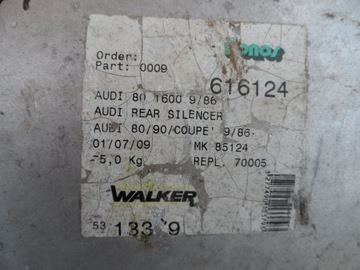 Order:
Part: 0009
sonos
616124
AUDI 80 1600 9/86
AUDI REAR SILENCER
AUDI 80/90/COUPE' 9/86-
01/07/09 MK 85124
~5,0 Kg. REPL. 70005
WALKER
53 133 9